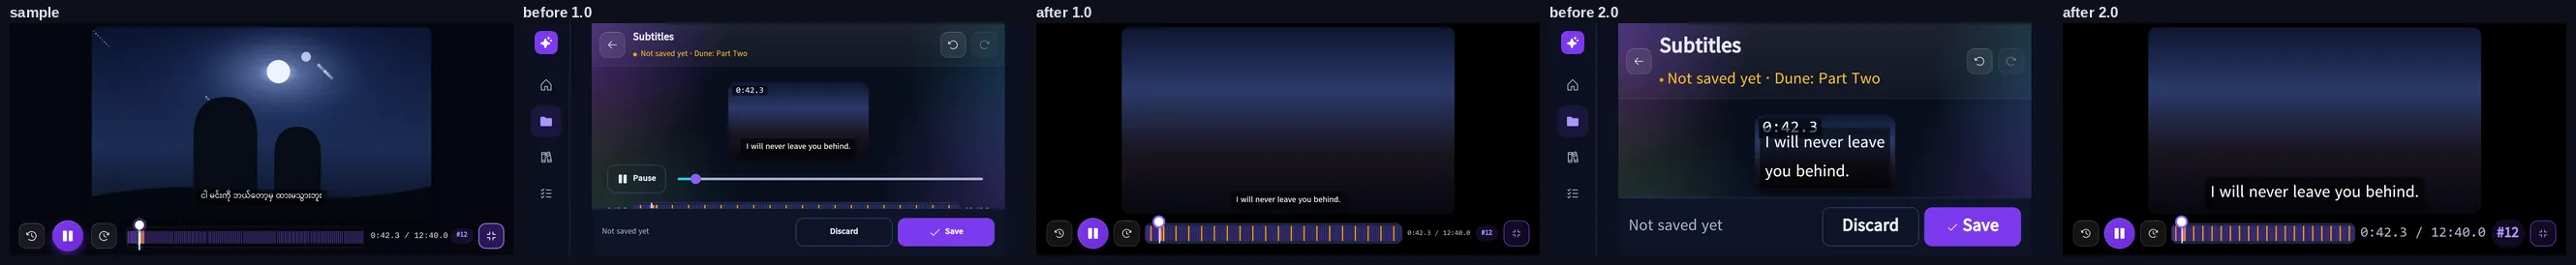 sample
ငါ မင်းကို ဘယ်တော့မှ ထားမသွားဘူး
0:42.3 / 12:40.0 #12
before 1.0
Subtitles
• Not saved yet · Dune: Part Two
0:42.3
I will never leave you behind.
Pause
Not saved yet
Discard
Save
after 1.0
I will never leave you behind.
0:42.3 / 12:40.0 #12
before 2.0
Subtitles
• Not saved yet · Dune: Part Two
0:42.3
I will never leave
you behind.
Not saved yet
Discard
Save
after 2.0
I will never leave you behind.
0:42.3 / 12:40.0 #12